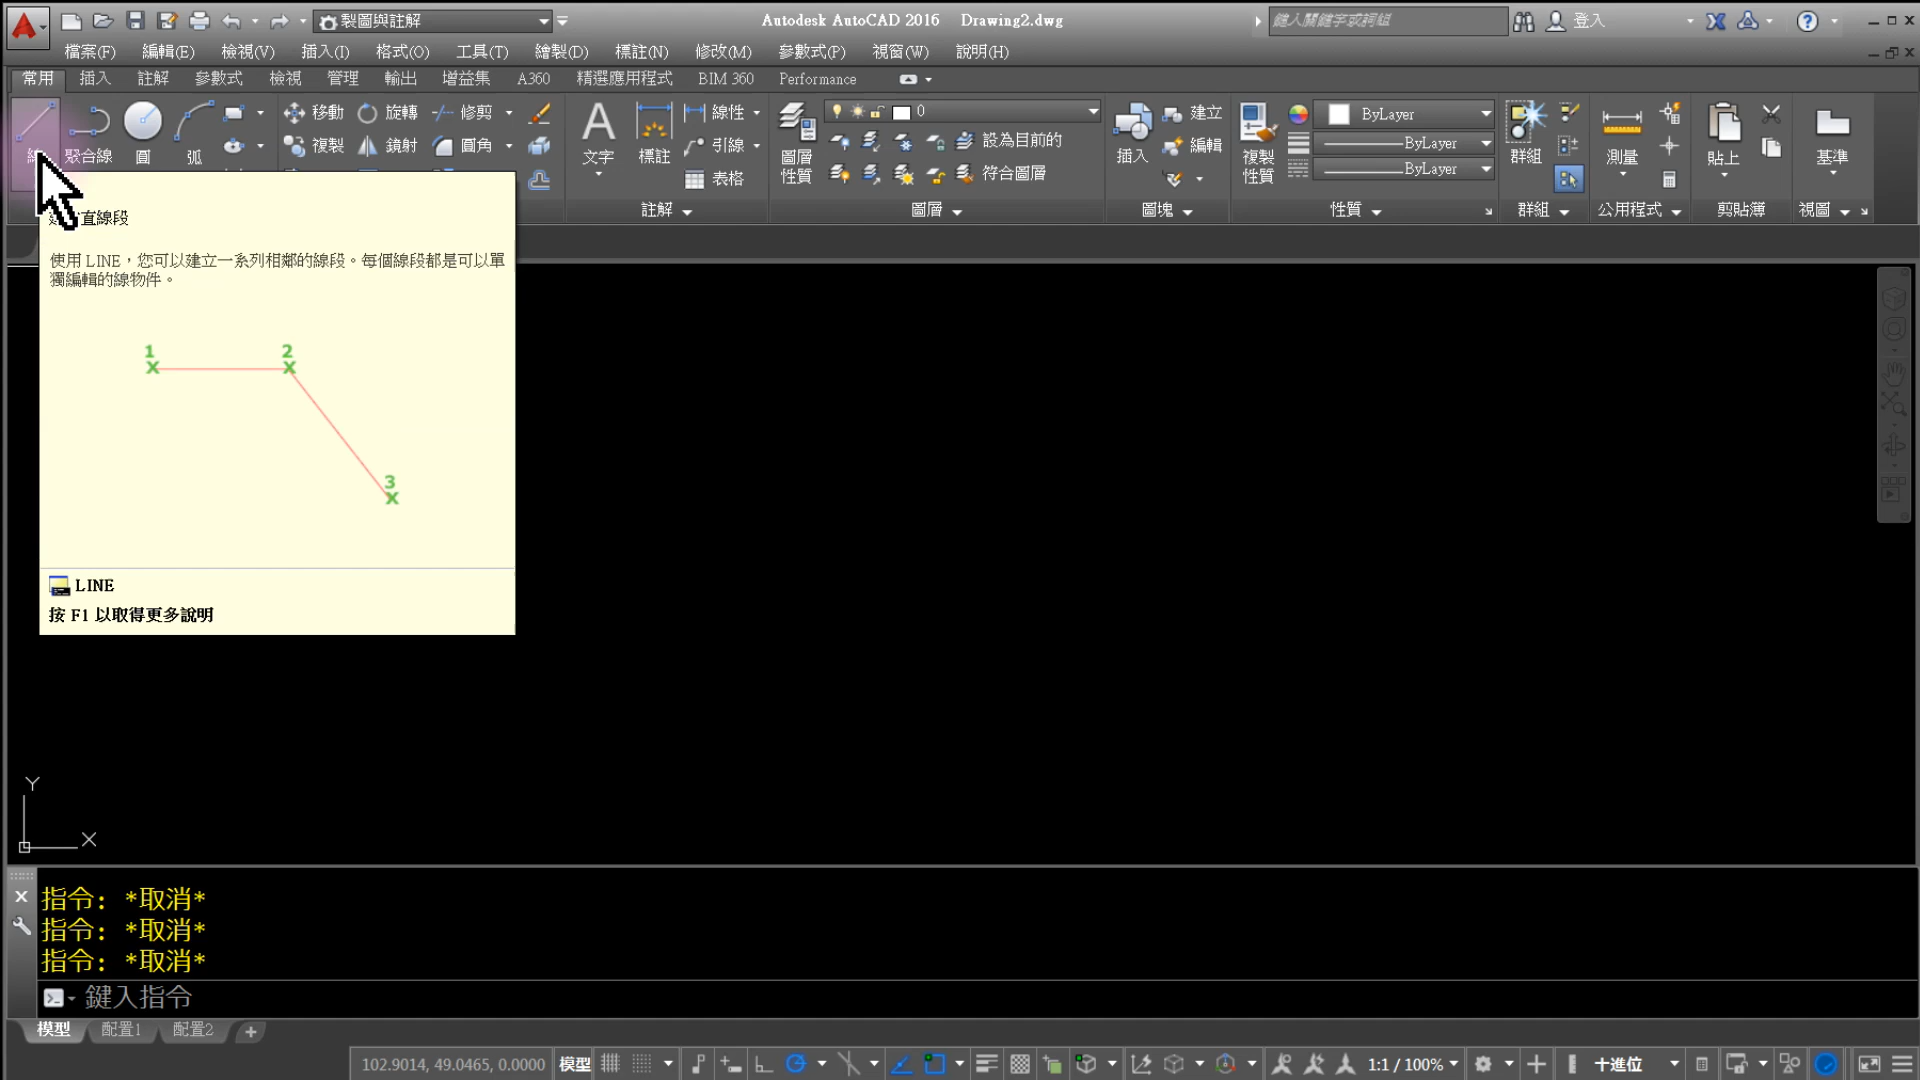 製圖與註解
Autodesk AutoCAD 2016 Drawing2.dwg
鍵入關鍵字或詞組
登入
檔案(F) 編輯(E) 檢視(V) 插入(I) 格式(O) 工具(T) 繪製(D) 標註(N) 修改(M) 參數式(P) 視窗(W) 說明(H)
常用 插入 註解 參數式 檢視 管理 輸出 增益集 A360 精選應用程式 BIM 360 Performance
移動 旋轉 修剪 線性 0 建立 ByLayer
聚合線 圓 弧 複製 鏡射 圓角 文字 標註 引線 圖層性質 設為目前的 插入 編輯 複製性質 ByLayer 群組 測量 貼上 基準
表格 符合圖層 ByLayer
註解 圖層 圖塊 性質 群組 公用程式 剪貼簿 視圖
直線段
使用 LINE，您可以建立一系列相鄰的線段。每個線段都是可以單
獨編輯的線物件。
1 2
3
LINE
按 F1 以取得更多說明
Y
X
指令: *取消*
指令: *取消*
指令: *取消*
鍵入指令
模型 配置1 配置2
102.9014, 49.0465, 0.0000 模型 1:1 / 100% 十進位